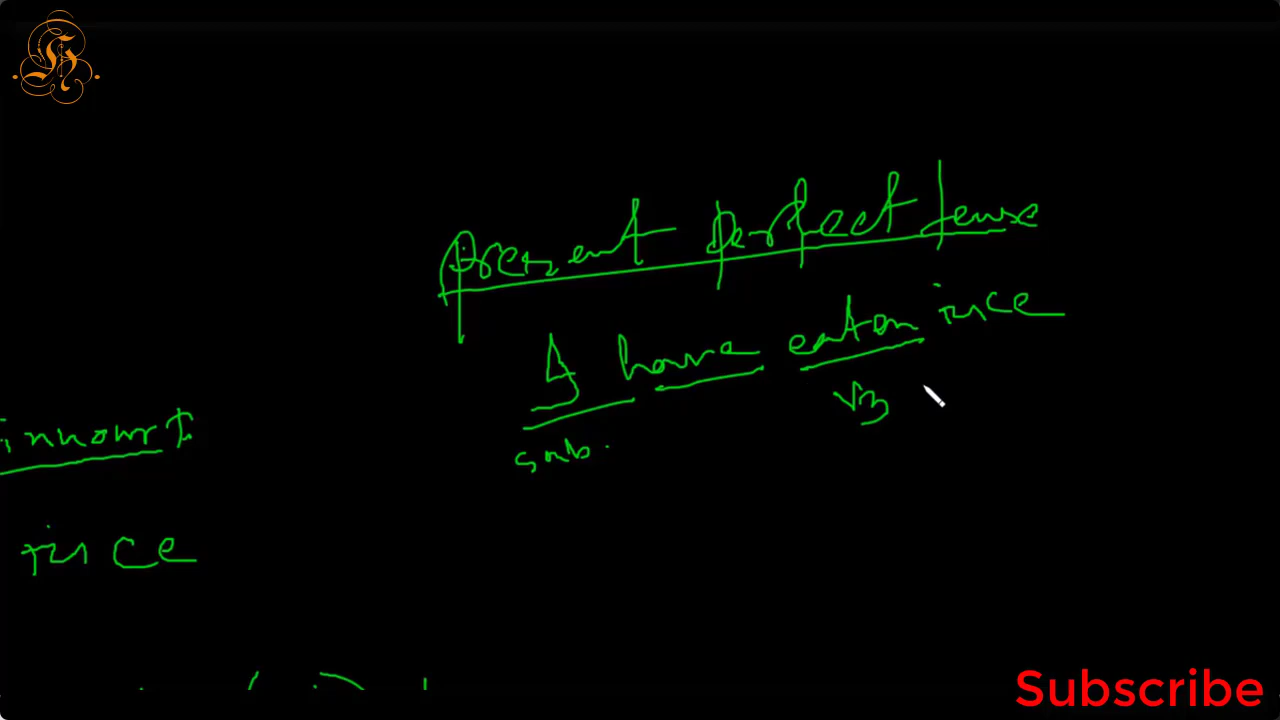 present perfect tense
I have eaten rice
V3
sub.
rice
Subscribe